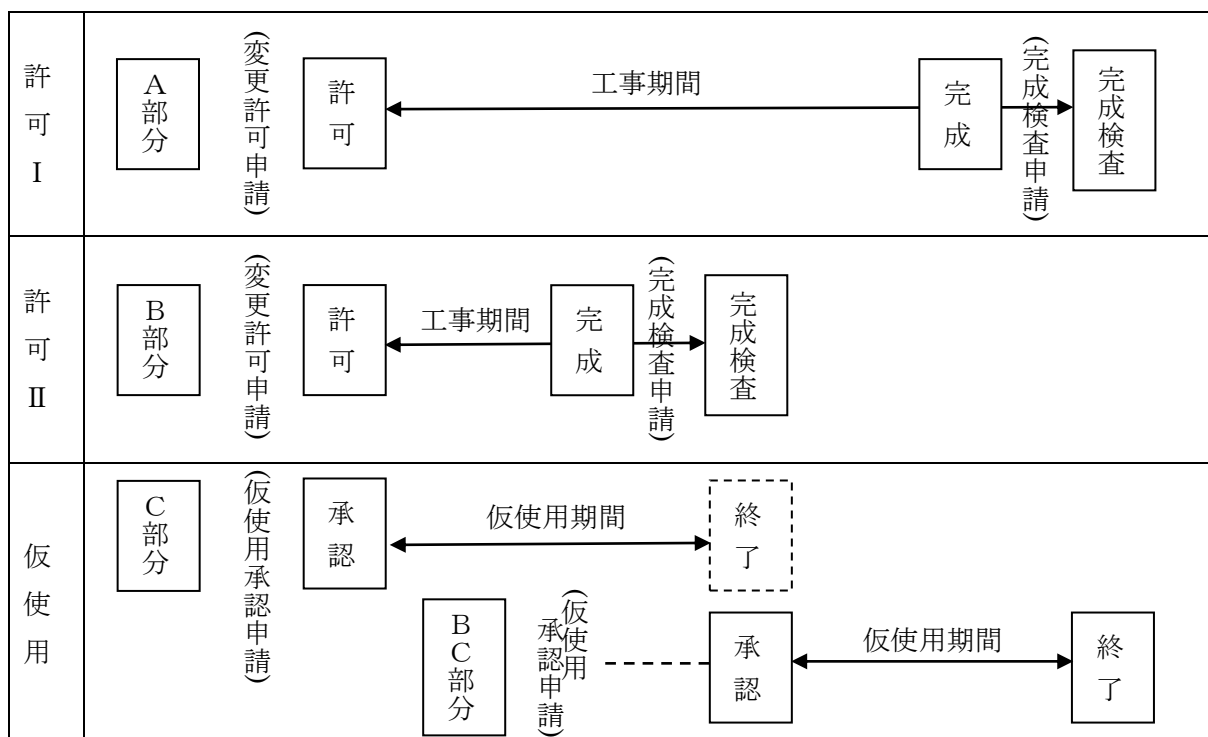 許可Ⅰ
A部分
(変更許可申請)
許可
工事期間
完成
(完成検査申請)
完成検査
許可Ⅱ
B部分
(変更許可申請)
許可
工事期間
完成
(完成検査申請)
完成検査
仮使用
C部分
(仮使用承認申請)
承認
仮使用期間
終了
BC部分
(仮使用
承認申請)
承認
仮使用期間
終了